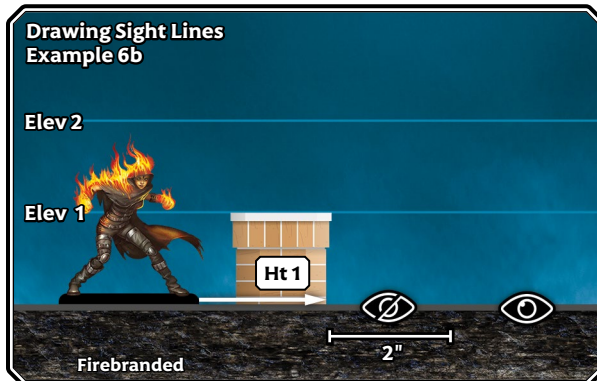 Drawing Sight Lines
Example 6b
Elev 2
Elev 1
Ht 1
2"
Firebranded